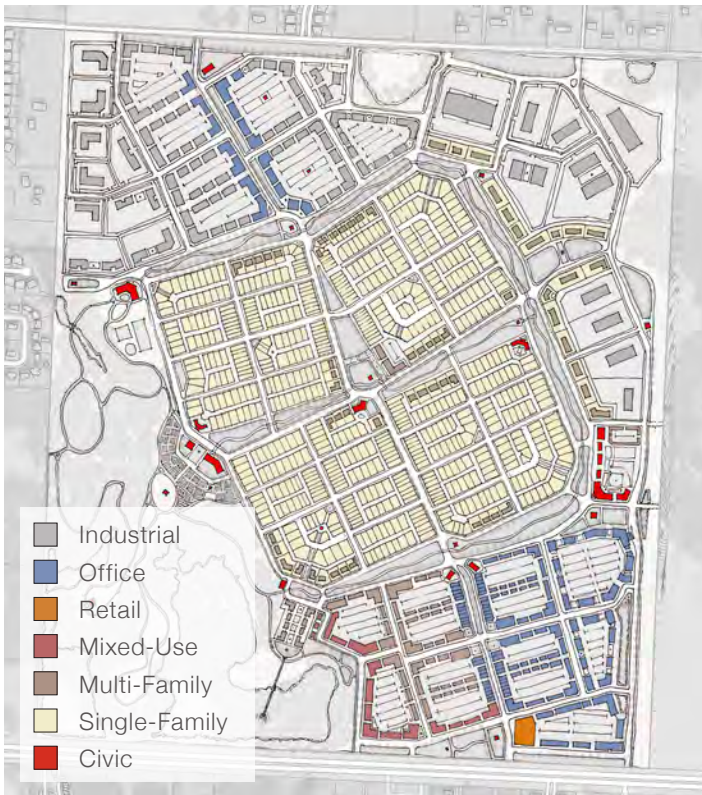 Industrial
Office
Retail
Mixed-Use
Multi-Family
Single-Family
Civic